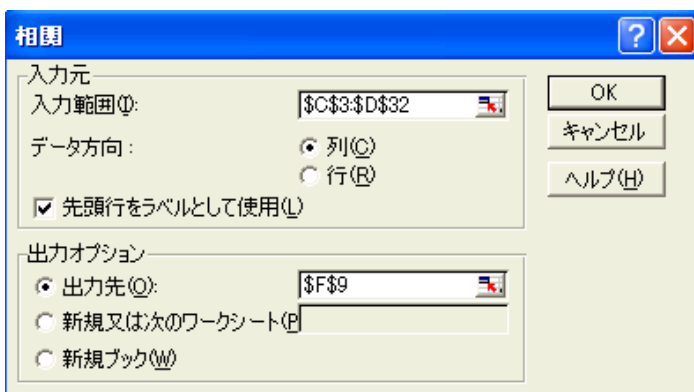 相関
入力元
入力範囲(I):
$C$3:$D$32
OK
データ方向:
列(C)
キャンセル
行(R)
ヘルプ(H)
先頭行をラベルとして使用(L)
出力オプション
出力先(O):
$F$9
新規又は次のワークシート(P
新規ブック(W)